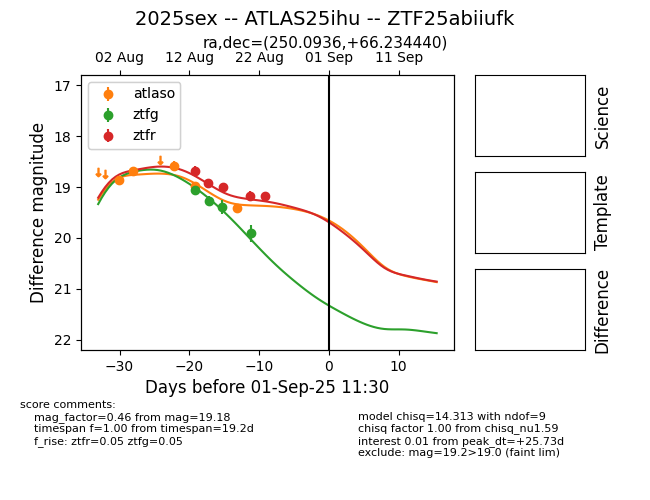 2025sex -- ATLAS25ihu -- ZTF25abiiufk
ra,dec=(250.0936,+66.234440)
02 Aug 12 Aug 22 Aug 01 Sep 11 Sep
17
18
19
20
21
22
Difference magnitude
atlaso
ztfg
ztfr
−30 −20 −10 0 10
Days before 01-Sep-25 11:30
Science
Template
Difference
score comments:
mag_factor=0.46 from mag=19.18
timespan f=1.00 from timespan=19.2d
f_rise: ztfr=0.05 ztfg=0.05
model chisq=14.313 with ndof=9
chisq factor 1.00 from chisq_nu1.59
interest 0.01 from peak_dt=+25.73d
exclude: mag=19.2>19.0 (faint lim)